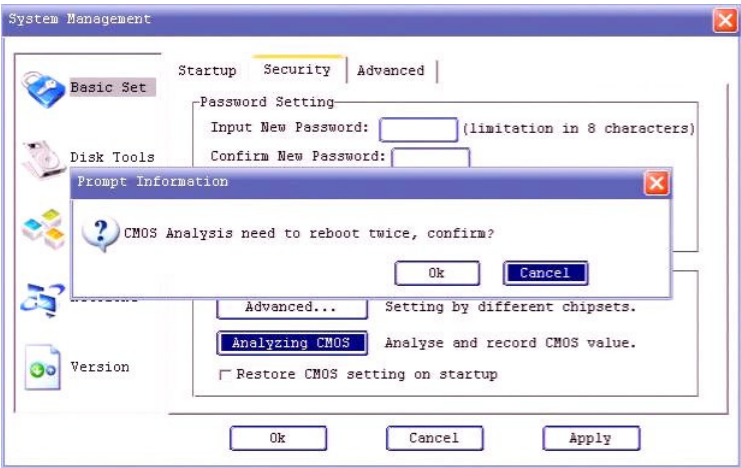 System Management
Startup Security Advanced
Basic Set
Password Setting
Input New Password: (limitation in 8 characters)
Disk Tools
Confirm New Password:
Prompt Information
CMOS Analysis need to reboot twice, confirm?
Ok Cancel
Advanced... Setting by different chipsets.
Analyzing CMOS Analyse and record CMOS value.
Version
Restore CMOS setting on startup
Ok Cancel Apply